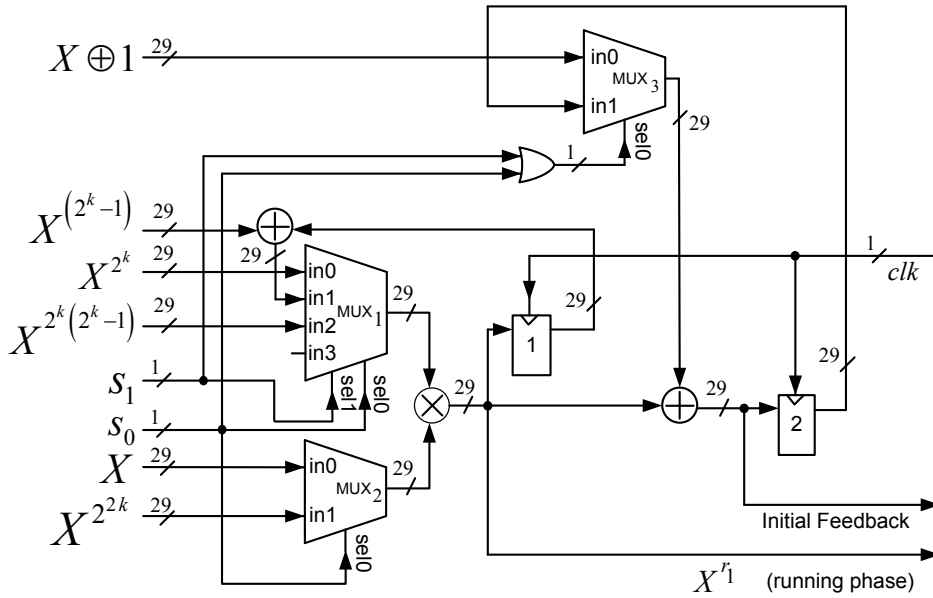 X ⊕ 1 29
in0
MUX3
in1
sel0
29
1
X^(2^k −1) 29
29
X^2^k 29
in0
29
in1
MUX1
X^2^k(2^k −1) 29
in2
in3
sel1
sel0
s1 1
s0 1
X 29
in0
29
MUX2
X^2^2k 29
in1
sel0
29
1
29
1
clk
29
2
29
Initial Feedback
X^r1 (running phase)